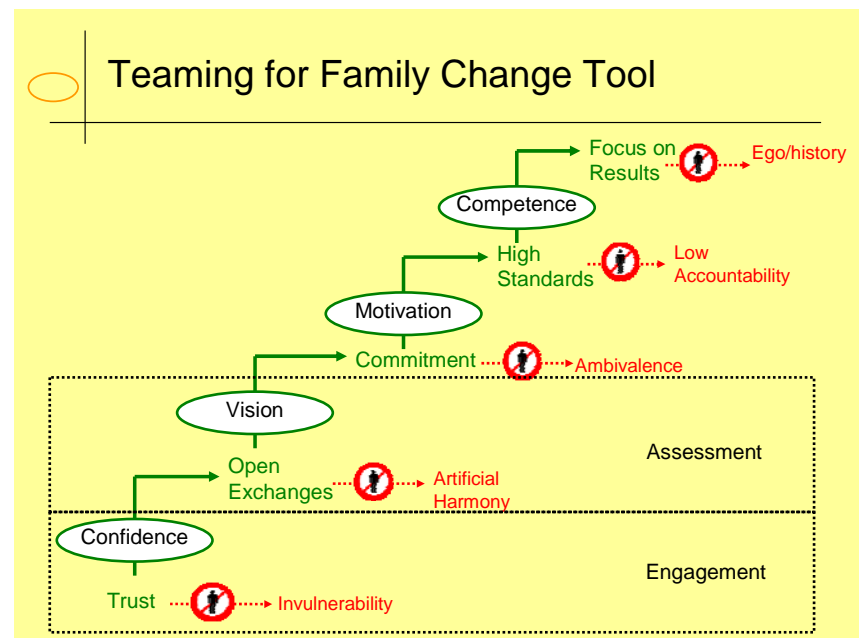 Teaming for Family Change Tool
Focus on
Results
Ego/history
Competence
High
Standards
Low
Accountability
Motivation
Commitment
Ambivalence
Vision
Assessment
Open
Exchanges
Artificial
Harmony
Confidence
Engagement
Trust
Invulnerability